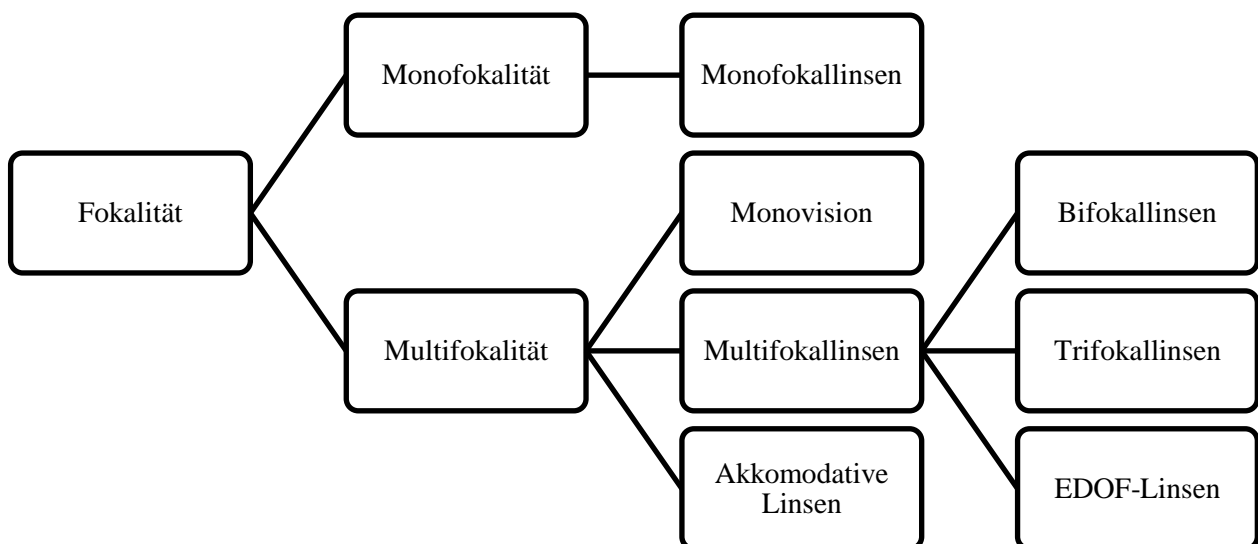 Monofokalität
Monofokallinsen
Fokalität
Monovision
Bifokallinsen
Multifokalität
Multifokallinsen
Trifokallinsen
Akkomodative
Linsen
EDOF-Linsen